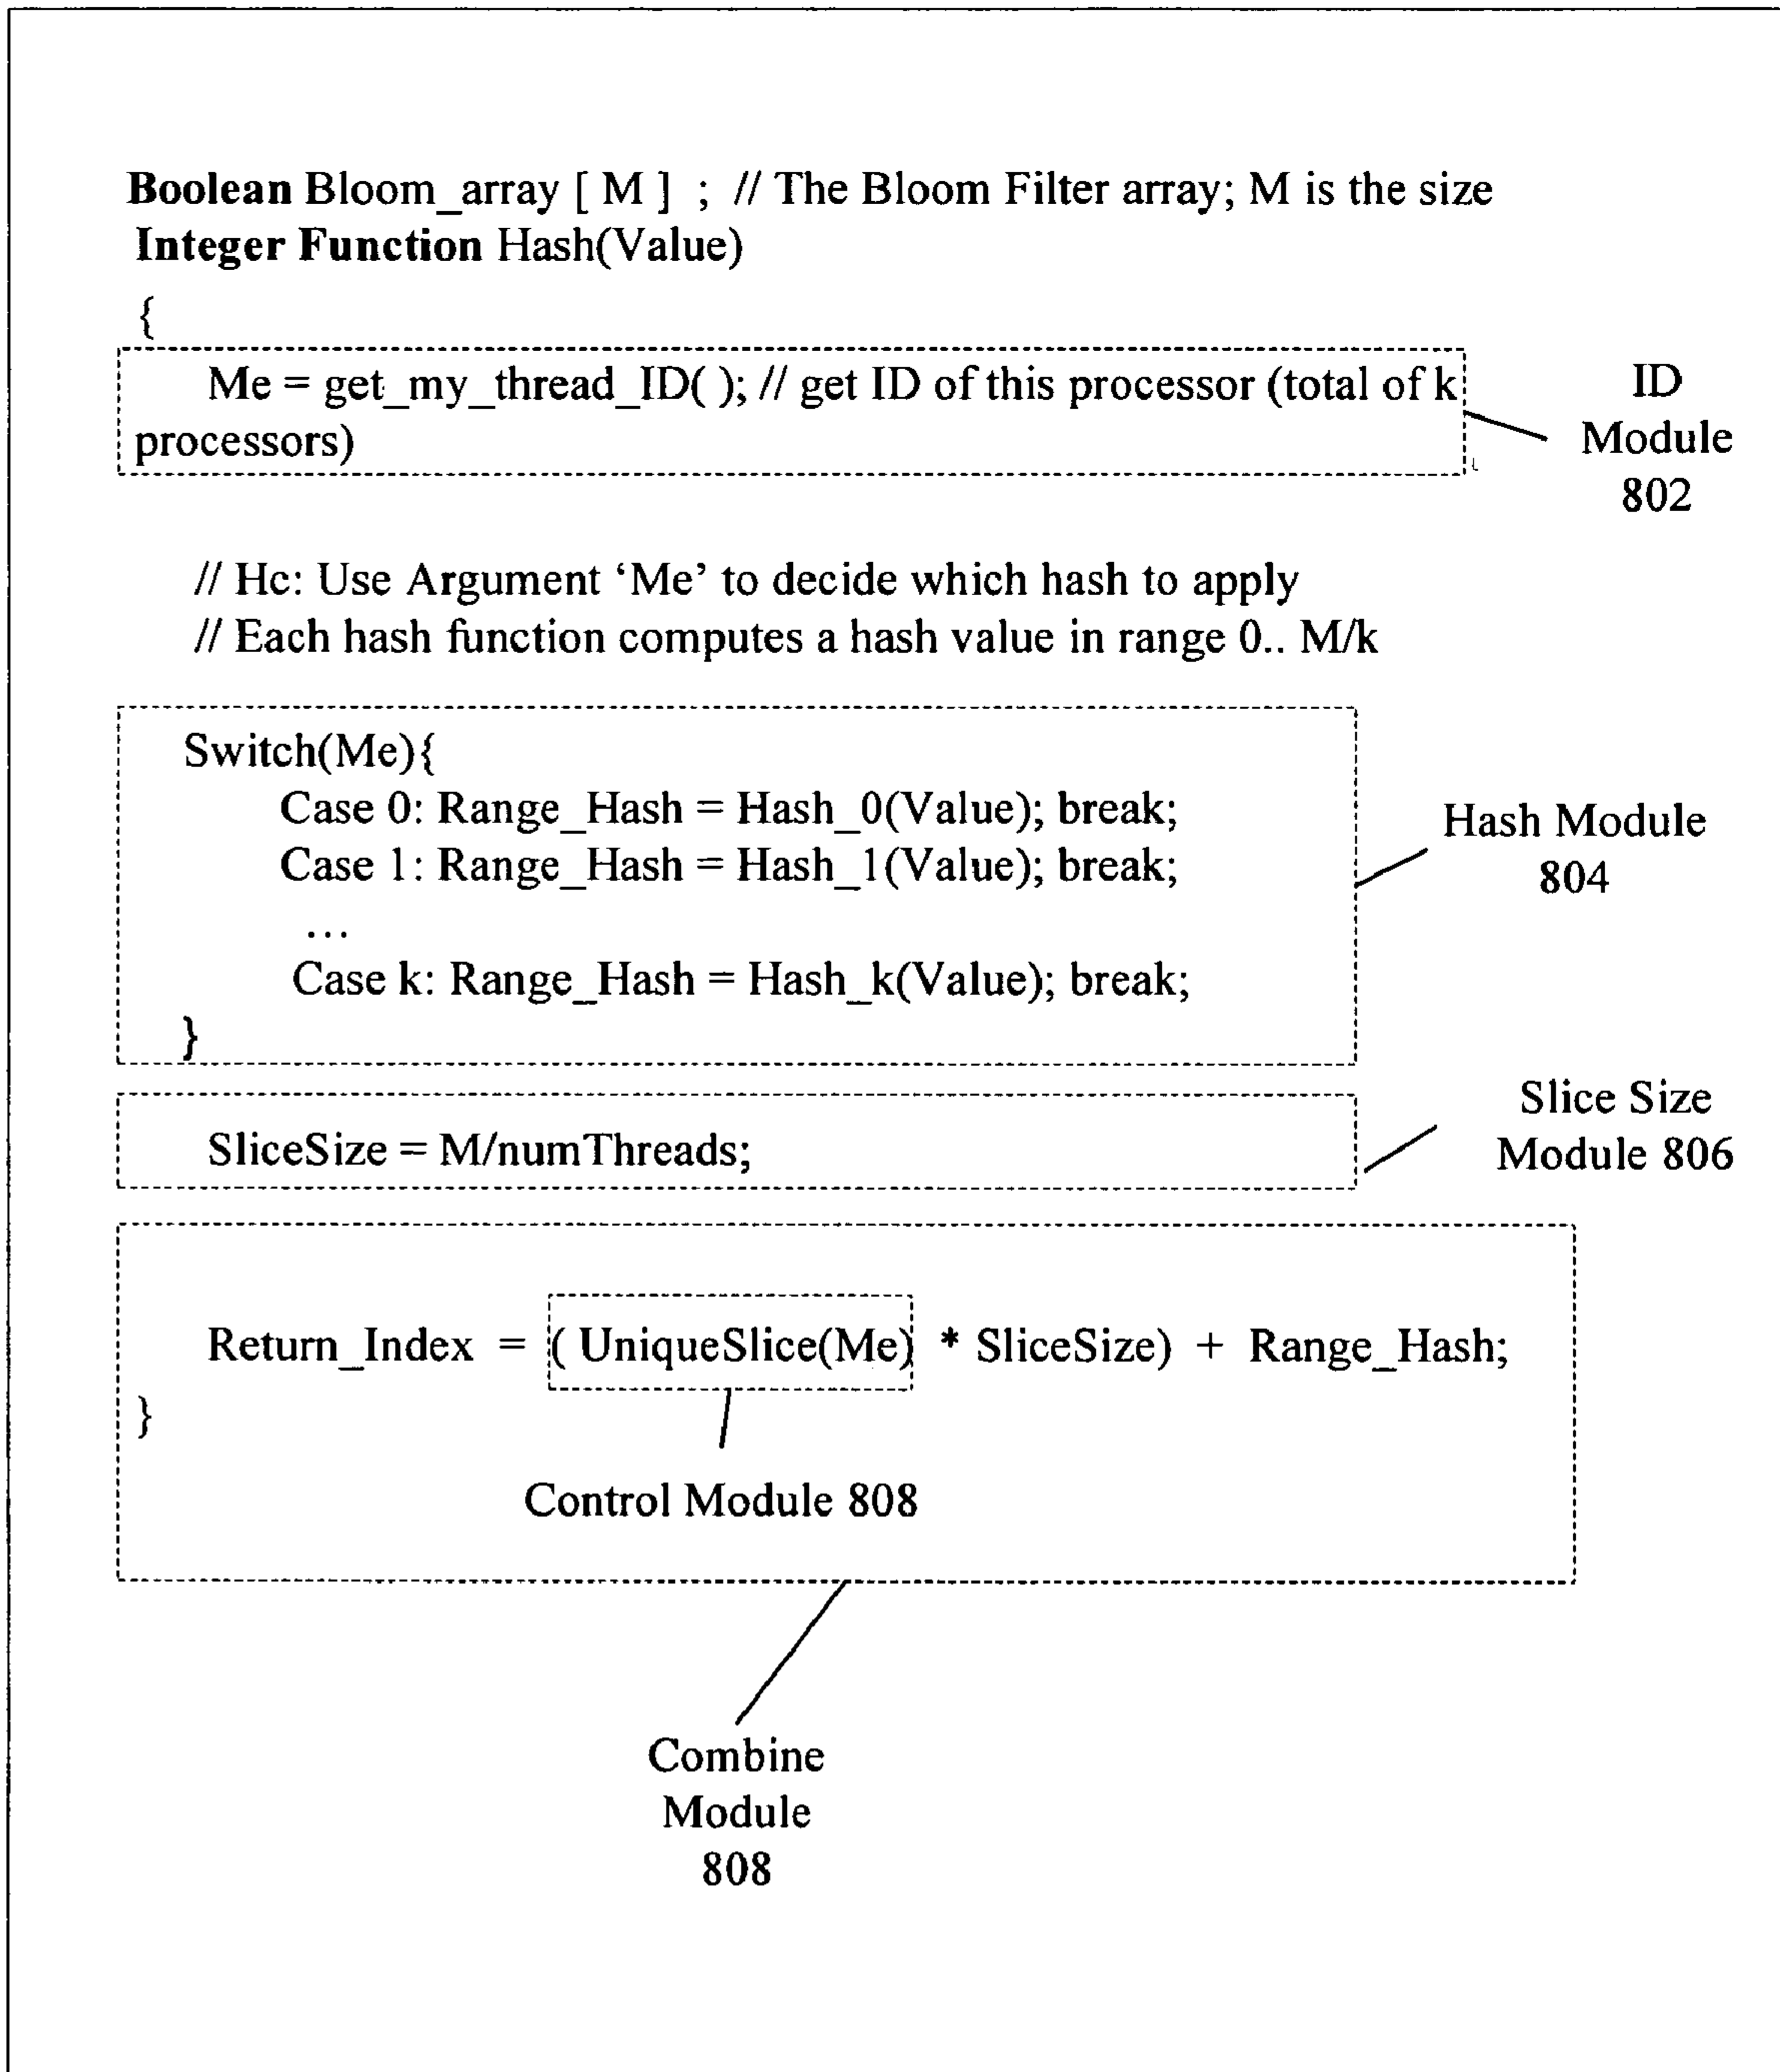 Boolean Bloom_array [ M ] ; // The Bloom Filter array; M is the size
Integer Function Hash(Value)
{
Me = get_my_thread_ID( ); // get ID of this processor (total of k
processors)
ID
Module
802
// Hc: Use Argument ‘Me’ to decide which hash to apply
// Each hash function computes a hash value in range 0.. M/k
Switch(Me){
Case 0: Range_Hash = Hash_0(Value); break;
Case 1: Range_Hash = Hash_1(Value); break;
...
Case k: Range_Hash = Hash_k(Value); break;
}
Hash Module
804
SliceSize = M/numThreads;
Slice Size
Module 806
Return_Index = ( UniqueSlice(Me) * SliceSize) + Range_Hash;
}
Control Module 808
Combine
Module
808